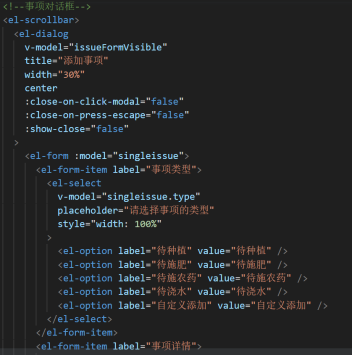 <!--事项对话框-->
<el-scrollbar>
<el-dialog
v-model="issueFormVisible"
title="添加事项"
width="30%"
center
:close-on-click-modal="false"
:close-on-press-escape="false"
:show-close="false"
>
<el-form :model="singleissue">
<el-form-item label="事项类型">
<el-select
v-model="singleissue.type"
placeholder="请选择事项的类型"
style="width: 100%"
>
<el-option label="待种植" value="待种植" />
<el-option label="待施肥" value="待施肥" />
<el-option label="待施农药" value="待施农药" />
<el-option label="待浇水" value="待浇水" />
<el-option label="自定义添加" value="自定义添加" />
</el-select>
</el-form-item>
<el-form-item label="事项详情">